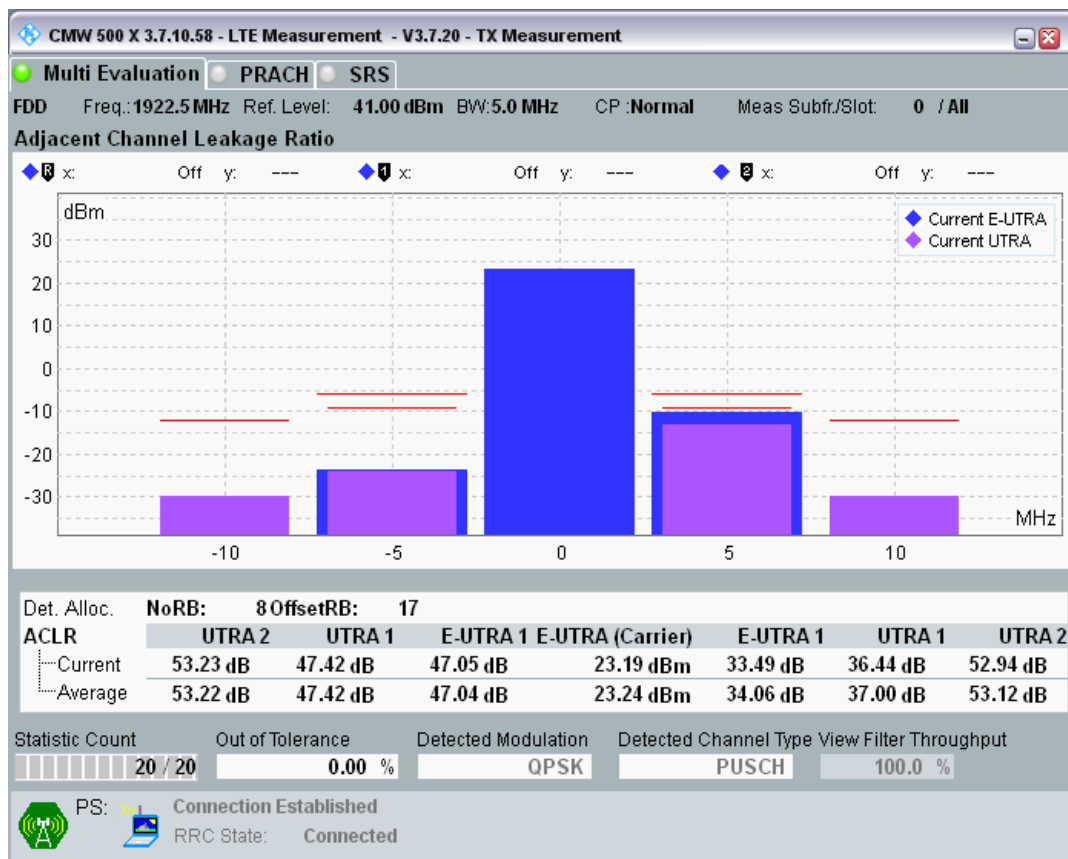 CMW 500 X 3.7.10.58 - LTE Measurement - V3.7.20 - TX Measurement
Multi Evaluation PRACH SRS
FDD Freq.:1922.5 MHz Ref. Level: 41.00 dBm BW:5.0 MHz CP :Normal Meas Subfr./Slot: 0 / All
Adjacent Channel Leakage Ratio
R x: Off y: --- 1 x: Off y: --- 2 x: Off y: ---
dBm
Current E-UTRA
Current UTRA
30
20
10
0
-10
-20
-30
MHz
-10 -5 0 5 10
Det. Alloc. NoRB: 8 OffsetRB: 17
ACLR UTRA 2 UTRA 1 E-UTRA 1 E-UTRA (Carrier) E-UTRA 1 UTRA 1 UTRA 2
Current 53.23 dB 47.42 dB 47.05 dB 23.19 dBm 33.49 dB 36.44 dB 52.94 dB
Average 53.22 dB 47.42 dB 47.04 dB 23.24 dBm 34.06 dB 37.00 dB 53.12 dB
Statistic Count Out of Tolerance Detected Modulation Detected Channel Type View Filter Throughput
20 / 20 0.00 % QPSK PUSCH 100.0 %
PS: Connection Established
RRC State: Connected